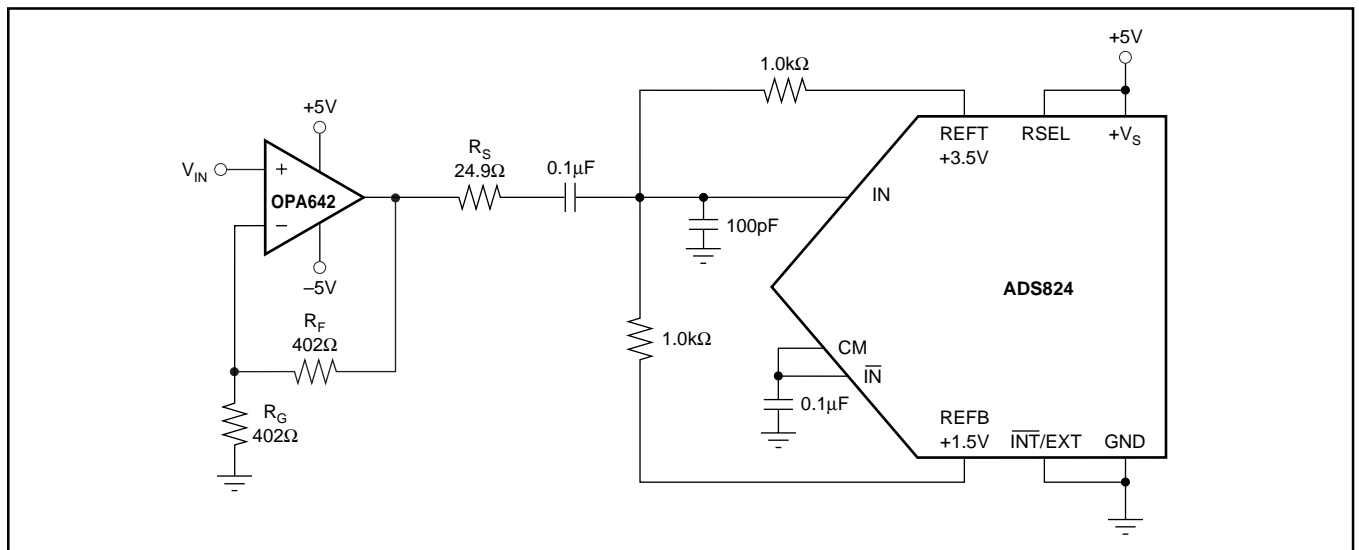 +5V
1.0kΩ
+5V
REFT
+3.5V
RSEL
+VS
RS
24.9Ω
0.1µF
VIN
+
OPA642
–
IN
100pF
–5V
ADS824
RF
402Ω
1.0kΩ
CM
IN
0.1µF
RG
402Ω
REFB
+1.5V
INT/EXT
GND